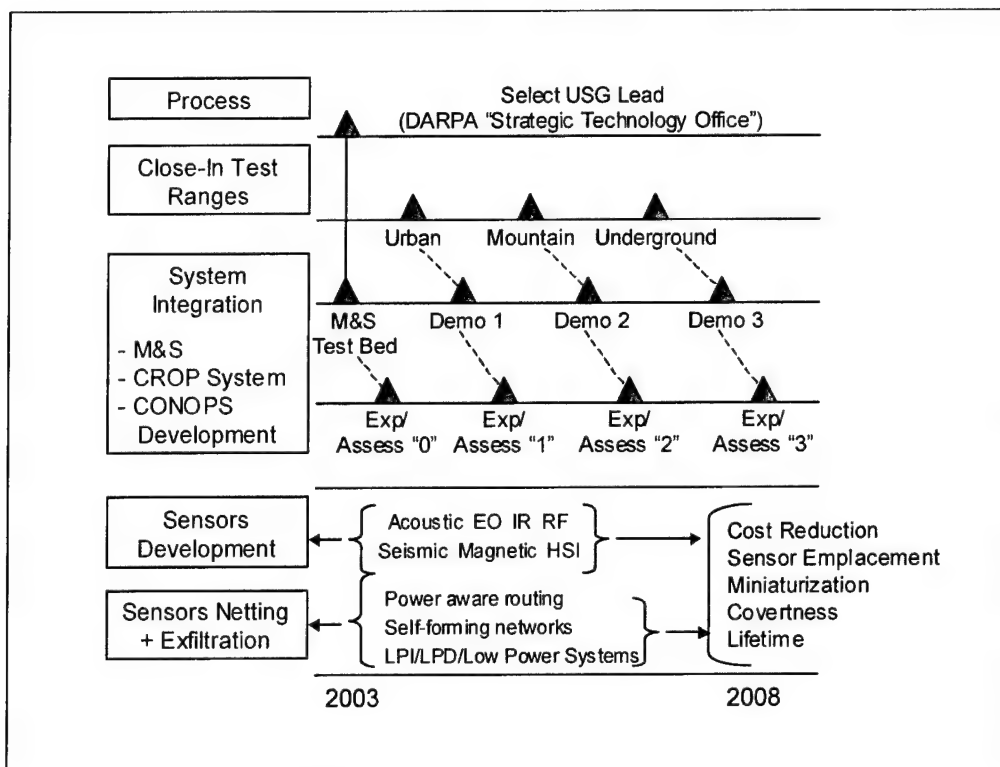 Process
Select USG Lead
(DARPA “Strategic Technology Office”)
Close-In Test
Ranges
Urban
Mountain
Underground
System
Integration
- M&S
- CROP System
- CONOPS
Development
M&S
Test Bed
Demo 1
Demo 2
Demo 3
Exp/
Assess “0”
Exp/
Assess “1”
Exp/
Assess “2”
Exp/
Assess “3”
Sensors
Development
Acoustic EO IR RF
Seismic Magnetic HSI
Sensors Netting
+ Exfiltration
Power aware routing
Self-forming networks
LPI/LPD/Low Power Systems
Cost Reduction
Sensor Emplacement
Miniaturization
Covertness
Lifetime
2003
2008